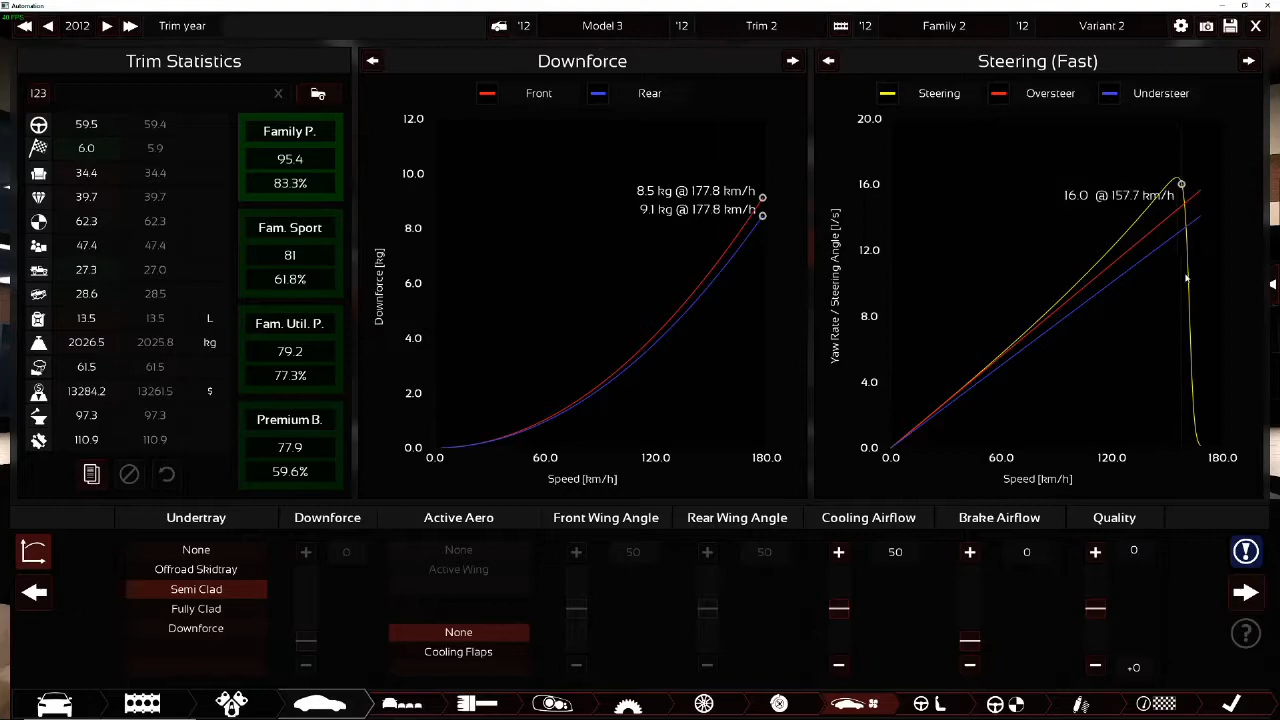 Automation
40 FPS
2012 Trim year '12 Model 3 '12 Trim 2 '12 Family 2 '12 Variant 2
Trim Statistics
123 X
59.5 59.4
6.0 5.9
34.4 34.4
39.7 39.7
62.3 62.3
47.4 47.4
27.3 27.0
28.6 28.5
13.5 13.5 L
2026.5 2025.8 kg
61.5 61.5
13284.2 13261.5 $
97.3 97.3
110.9 110.9
Family P.
95.4
83.3%
Fam. Sport
81
61.8%
Fam. Util. P.
79.2
77.3%
Premium B.
77.9
59.6%
Downforce
Front Rear
12.0
10.0
8.0
6.0
4.0
2.0
0.0
Downforce [kg]
8.5 kg @ 177.8 km/h
9.1 kg @ 177.8 km/h
0.0 60.0 120.0 180.0
Speed [km/h]
Steering (Fast)
Steering Oversteer Understeer
20.0
16.0
12.0
8.0
4.0
0.0
Yaw Rate / Steering Angle [1/s]
16.0 @ 157.7 km/h
0.0 60.0 120.0 180.0
Speed [km/h]
Undertray
None
Offroad Skidtray
Semi Clad
Fully Clad
Downforce
Downforce
+ 0
-
Active Aero
None
Active Wing
None
Cooling Flaps
Front Wing Angle
+ 50
-
Rear Wing Angle
+ 50
-
Cooling Airflow
+ 50
-
Brake Airflow
+ 0
-
Quality
+ 0
- +0
?